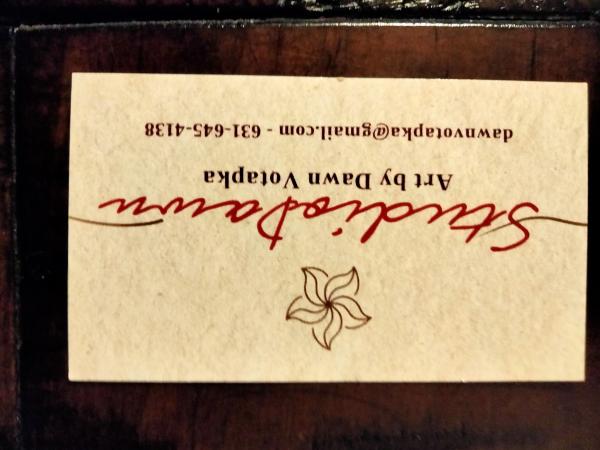 StudioDawn
Art by Dawn Votapka
dawnvotapka@gmail.com - 631-645-4138